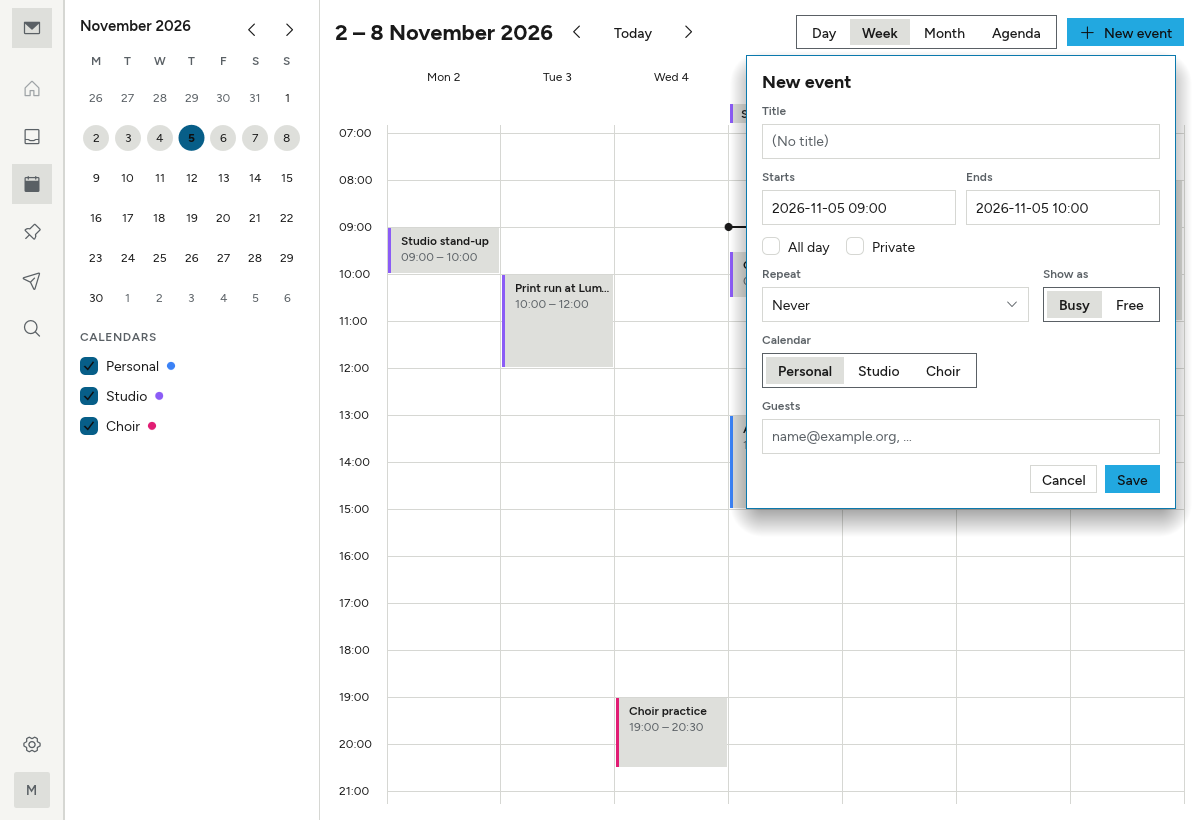 November 2026
M T W T F S S
26 27 28 29 30 31 1
2 3 4 5 6 7 8
9 10 11 12 13 14 15
16 17 18 19 20 21 22
23 24 25 26 27 28 29
30 1 2 3 4 5 6
CALENDARS
Personal
Studio
Choir
M
2 – 8 November 2026
Today
Day Week Month Agenda
New event
Mon 2 Tue 3 Wed 4
07:00
08:00
09:00
10:00
11:00
12:00
13:00
14:00
15:00
16:00
17:00
18:00
19:00
20:00
21:00
Studio stand-up
09:00 – 10:00
Print run at Lum...
10:00 – 12:00
Choir practice
19:00 – 20:30
New event
Title
(No title)
Starts Ends
2026-11-05 09:00 2026-11-05 10:00
All day Private
Repeat Show as
Never Busy Free
Calendar
Personal Studio Choir
Guests
name@example.org, ...
Cancel Save